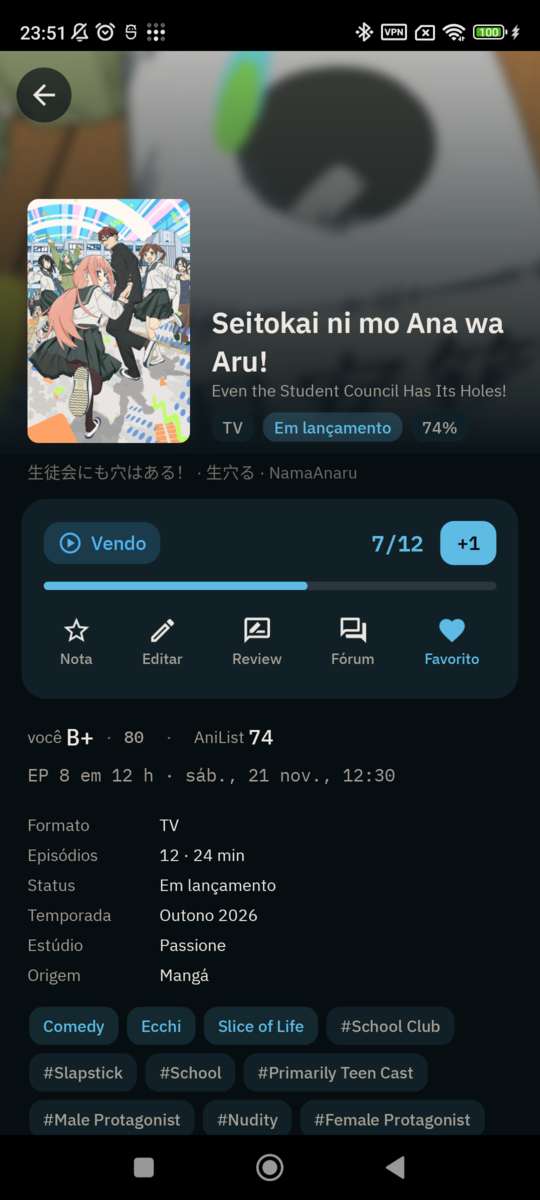 23:51
VPN
100
Seitokai ni mo Ana wa
Aru!
Even the Student Council Has Its Holes!
TV
Em lançamento
74%
生徒会にも穴はある! · 生穴る · NamaAnaru
Vendo
7/12
+1
Nota
Editar
Review
Fórum
Favorito
você B+ · 80 · AniList 74
EP 8 em 12 h · sáb., 21 nov., 12:30
Formato TV
Episódios 12 · 24 min
Status Em lançamento
Temporada Outono 2026
Estúdio Passione
Origem Mangá
Comedy Ecchi Slice of Life #School Club
#Slapstick #School #Primarily Teen Cast
#Male Protagonist #Nudity #Female Protagonist